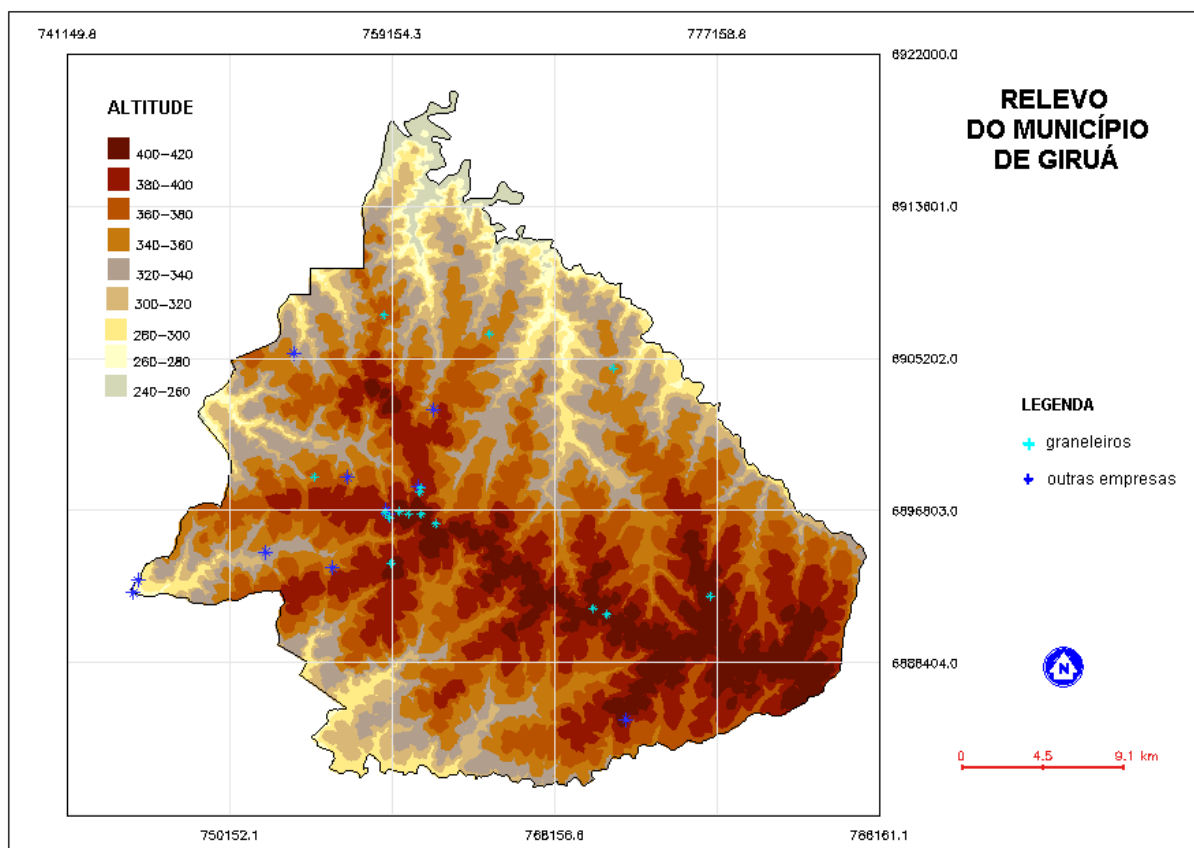 741149.8 759154.3 777158.8
6922000.0
RELEVO
DO MUNICÍPIO
DE GIRUÁ
ALTITUDE
400-420
380-400
360-380
340-360
320-340
300-320
280-300
260-280
240-260
6913601.0
6905202.0
LEGENDA
graneleiros
outras empresas
6896803.0
6888404.0
N
0 4.5 9.1 km
750152.1 768156.6 786161.1